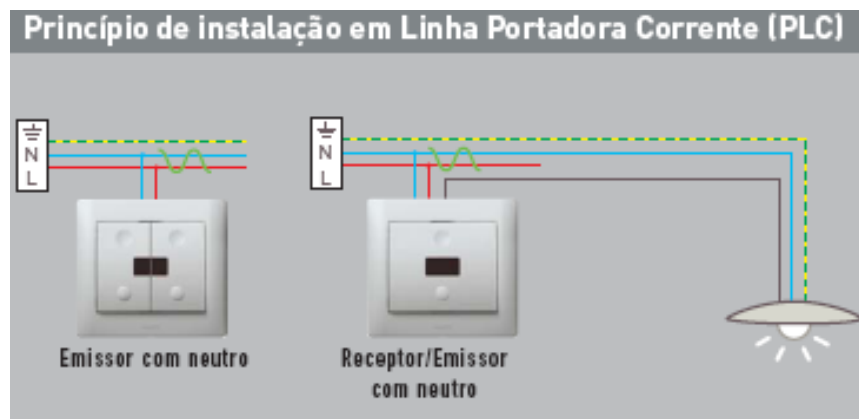 Princípio de instalação em Linha Portadora Corrente (PLC)
N
L
N
L
Emissor com neutro
Receptor/Emissor
com neutro